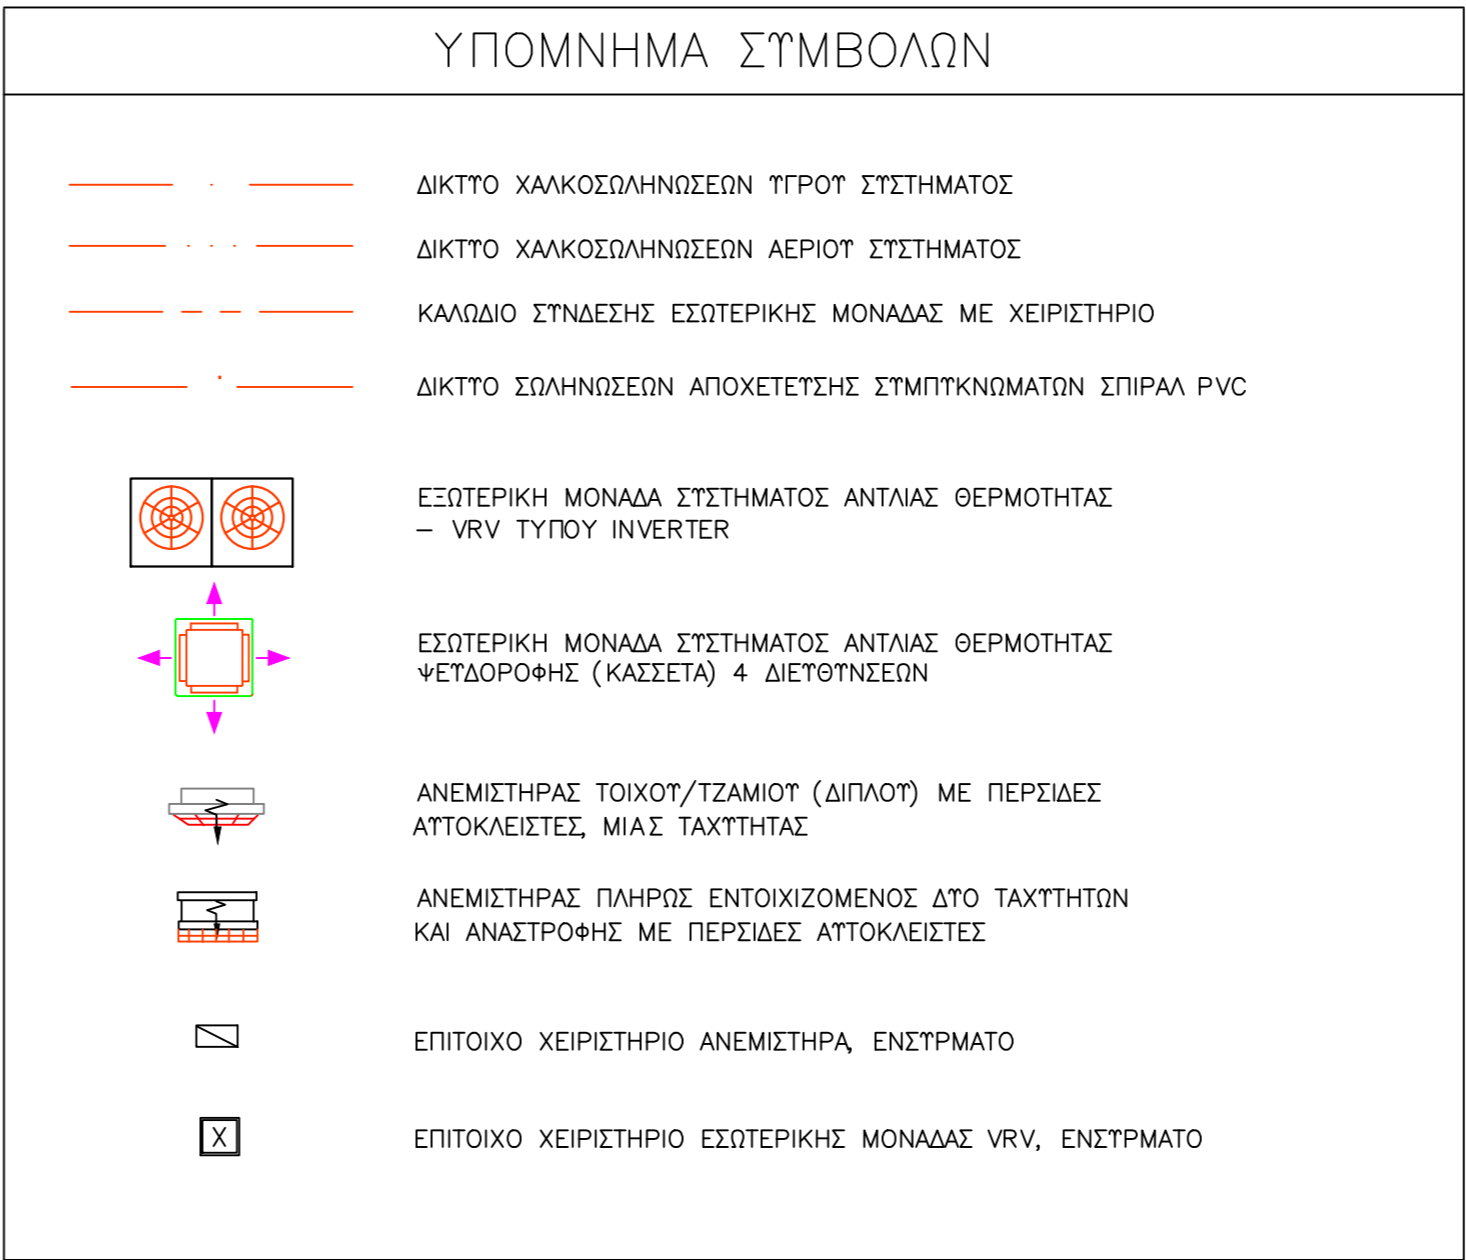 ΥΠΟΜΝΗΜΑ ΣΥΜΒΟΛΩΝ
ΔΙΚΤΥΟ ΧΑΛΚΟΣΩΛΗΝΩΣΕΩΝ ΥΓΡΟΥ ΣΥΣΤΗΜΑΤΟΣ
ΔΙΚΤΥΟ ΧΑΛΚΟΣΩΛΗΝΩΣΕΩΝ ΑΕΡΙΟΥ ΣΥΣΤΗΜΑΤΟΣ
ΚΑΛΩΔΙΟ ΣΥΝΔΕΣΗΣ ΕΣΩΤΕΡΙΚΗΣ ΜΟΝΑΔΑΣ ΜΕ ΧΕΙΡΙΣΤΗΡΙΟ
ΔΙΚΤΥΟ ΣΩΛΗΝΩΣΕΩΝ ΑΠΟΧΕΤΕΥΣΗΣ ΣΥΜΠΥΚΝΩΜΑΤΩΝ ΣΠΙΡΑΛ PVC
ΕΞΩΤΕΡΙΚΗ ΜΟΝΑΔΑ ΣΥΣΤΗΜΑΤΟΣ ΑΝΤΛΙΑΣ ΘΕΡΜΟΤΗΤΑΣ
– VRV ΤΥΠΟΥ INVERTER
ΕΣΩΤΕΡΙΚΗ ΜΟΝΑΔΑ ΣΥΣΤΗΜΑΤΟΣ ΑΝΤΛΙΑΣ ΘΕΡΜΟΤΗΤΑΣ
ΨΕΥΔΟΡΟΦΗΣ (ΚΑΣΣΕΤΑ) 4 ΔΙΕΥΘΥΝΣΕΩΝ
ΑΝΕΜΙΣΤΗΡΑΣ ΤΟΙΧΟΥ/ΤΖΑΜΙΟΥ (ΔΙΠΛΟΥ) ΜΕ ΠΕΡΣΙΔΕΣ
ΑΥΤΟΚΛΕΙΣΤΕΣ, ΜΙΑΣ ΤΑΧΥΤΗΤΑΣ
ΑΝΕΜΙΣΤΗΡΑΣ ΠΛΗΡΩΣ ΕΝΤΟΙΧΙΖΟΜΕΝΟΣ ΔΥΟ ΤΑΧΥΤΗΤΩΝ
ΚΑΙ ΑΝΑΣΤΡΟΦΗΣ ΜΕ ΠΕΡΣΙΔΕΣ ΑΥΤΟΚΛΕΙΣΤΕΣ
ΕΠΙΤΟΙΧΟ ΧΕΙΡΙΣΤΗΡΙΟ ΑΝΕΜΙΣΤΗΡΑ, ΕΝΣΥΡΜΑΤΟ
X ΕΠΙΤΟΙΧΟ ΧΕΙΡΙΣΤΗΡΙΟ ΕΣΩΤΕΡΙΚΗΣ ΜΟΝΑΔΑΣ VRV, ΕΝΣΥΡΜΑΤΟ